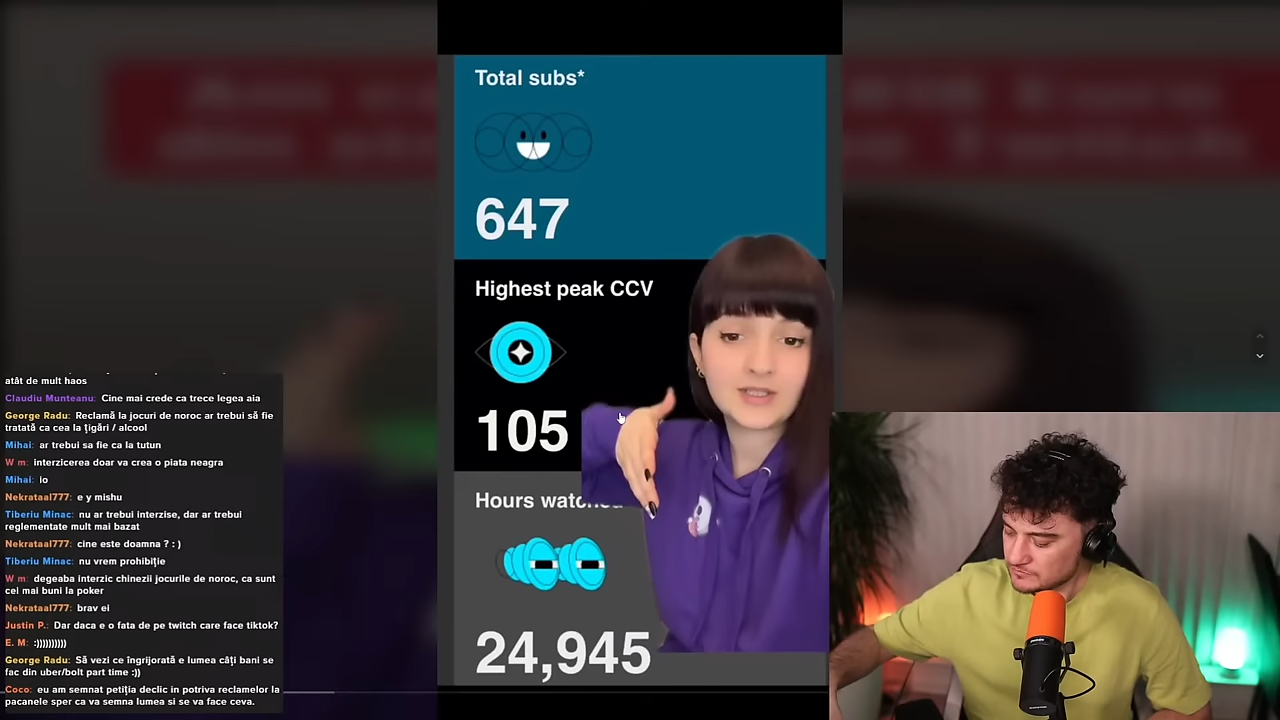 Total subs*
647
Highest peak CCV
105
Hours watched
24,945
atât de mult haos
Claudiu Munteanu: Cine mai crede ca trece legea aia
George Radu: Reclamă la jocuri de noroc ar trebui să fie
tratată ca cea la țigări / alcool
Mihai: ar trebui sa fie ca la tutun
W m: interzicerea doar va crea o piata neagra
Mihai: io
Nekrataal777: e y mishu
Tiberiu Minac: nu ar trebui interzise, dar ar trebui
reglementate mult mai bazat
Nekrataal777: cine este doamna ? : )
Tiberiu Minac: nu vrem prohibiție
W m: degeaba interzic chinezii jocurile de noroc, ca sunt
cei mai buni la poker
Nekrataal777: brav ei
Justin P.: Dar daca e o fata de pe twitch care face tiktok?
E. M: :))))))))))
George Radu: Să vezi ce îngrijorată e lumea câți bani se
fac din uber/bolt part time :))
Coco: eu am semnat petiția declic in potriva reclamelor la
pacanele sper ca va semna lumea si se va face ceva.